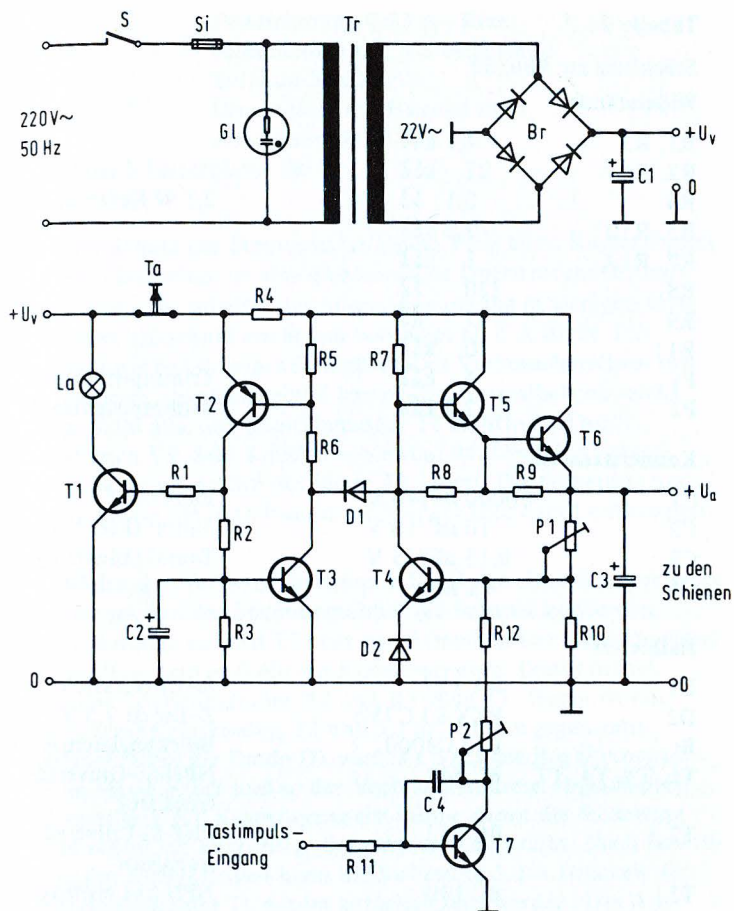 S Si Tr
220V~
50 Hz
Gl
22V~
Br
+
C1
+Uv
0
Ta
+Uv
R4
La
T2
R5
R7
T5
R6
T6
T1
R1
D1
R8
R9
+Ua
R2
P1
T3
T4
+
C3
zu den
Schienen
+
C2
R3
D2
R12
R10
0
0
P2
C4
Tastimpuls-
Eingang
R11
T7